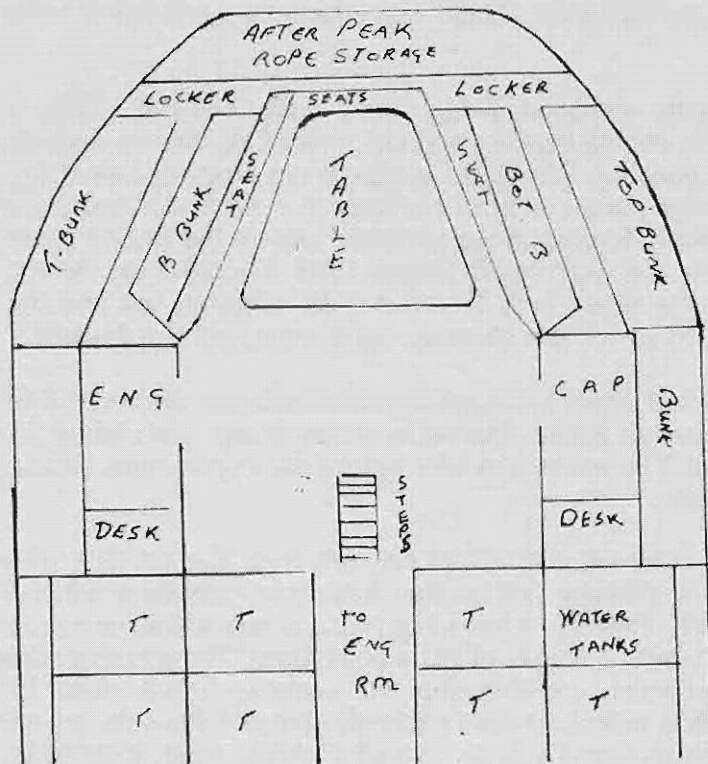 AFTER PEAK
ROPE STORAGE
LOCKER
SEATS
LOCKER
T. BUNK
B BUNK
SEAT
TABLE
SEAT
BOT B
TOP BUNK
ENG
CAP
BUNK
STEPS
DESK
DESK
T
T
TO
ENG
RM
T
WATER
TANKS
T
T
T
T